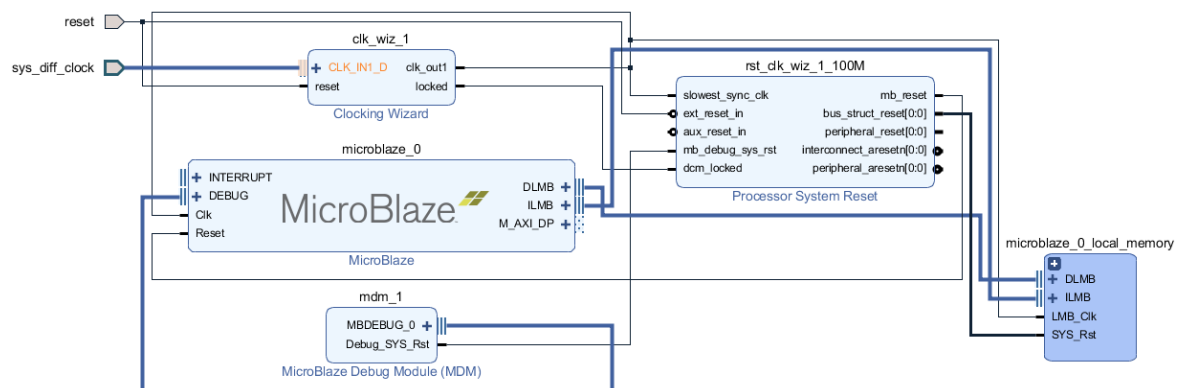 reset
sys_diff_clock
clk_wiz_1
CLK_IN1_D
reset
clk_out1
locked
Clocking Wizard
rst_clk_wiz_1_100M
slowest_sync_clk
ext_reset_in
aux_reset_in
mb_debug_sys_rst
dcm_locked
mb_reset
bus_struct_reset[0:0]
peripheral_reset[0:0]
interconnect_aresetn[0:0]
peripheral_aresetn[0:0]
Processor System Reset
microblaze_0
INTERRUPT
DEBUG
Clk
Reset
MicroBlaze
DLMB
ILMB
M_AXI_DP
MicroBlaze
microblaze_0_local_memory
DLMB
ILMB
LMB_Clk
SYS_Rst
mdm_1
MBDEBUG_0
Debug_SYS_Rst
MicroBlaze Debug Module (MDM)